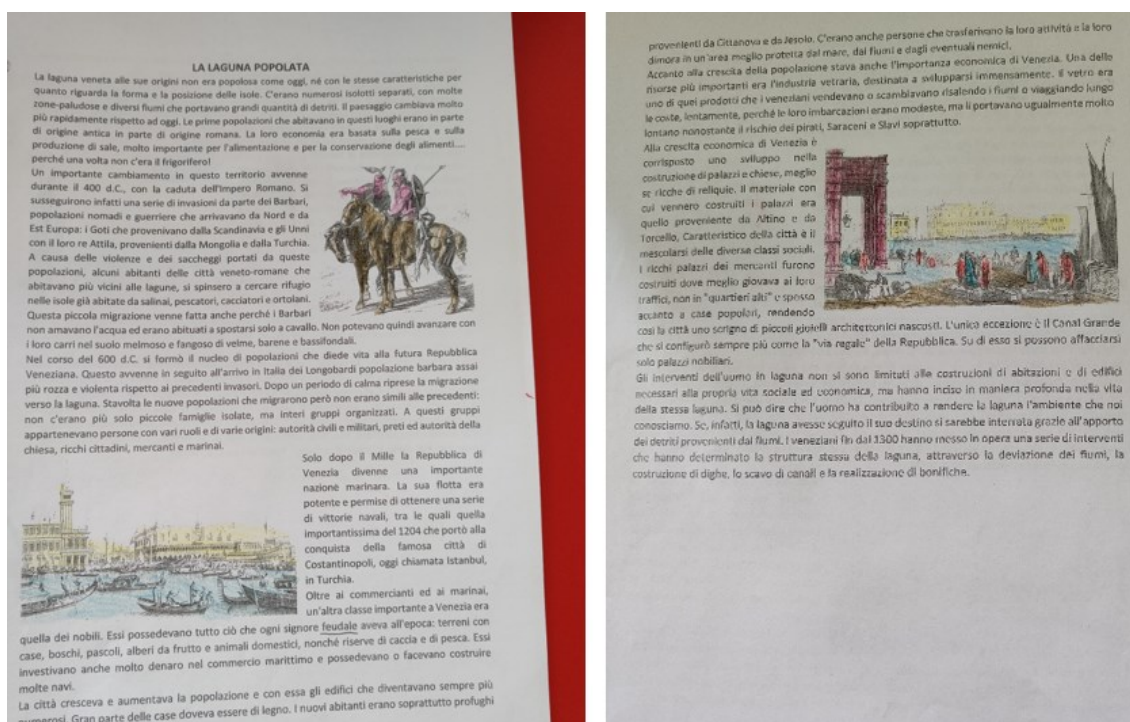 LA LAGUNA POPOLATA
La laguna veneta alle sue origini non era popolosa come oggi, né con le stesse caratteristiche per
quanto riguarda la forma e la posizione delle isole. C'erano numerosi isolotti separati, con molte
zone-paludose e diversi fiumi che portavano grandi quantità di detriti. Il paesaggio cambiava molto
più rapidamente rispetto ad oggi. Le prime popolazioni che abitavano in questi luoghi erano in parte
di origine antica in parte di origine romana. La loro economia era basata sulla pesca e sulla
produzione di sale, molto importante per l'alimentazione e per la conservazione degli alimenti....
perché una volta non c'era il frigorifero!
Un importante cambiamento in questo territorio avvenne
durante il 400 d.C., con la caduta dell'Impero Romano. Si
susseguirono infatti una serie di invasioni da parte dei Barbari,
popolazioni nomadi e guerriere che arrivavano da Nord e da
Est Europa: i Goti che provenivano dalla Scandinavia e gli Unni
con il loro re Attila, provenienti dalla Mongolia e dalla Turchia.
A causa delle violenze e dei saccheggi portati da queste
popolazioni, alcuni abitanti delle città veneto-romane che
abitavano più vicini alle lagune, si spinsero a cercare rifugio
nelle isole già abitate da salinai, pescatori, cacciatori e ortolani.
Questa piccola migrazione venne fatta anche perché i Barbari
non amavano l'acqua ed erano abituati a spostarsi solo a cavallo. Non potevano quindi avanzare con
i loro carri nel suolo melmoso e fangoso di velme, barene e bassifondali.
Nel corso del 600 d.C. si formò il nucleo di popolazioni che diede vita alla futura Repubblica
Veneziana. Questo avvenne in seguito all'arrivo in Italia dei Longobardi popolazione barbara assai
più rozza e violenta rispetto ai precedenti invasori. Dopo un periodo di calma riprese la migrazione
verso la laguna. Stavolta le nuove popolazioni che migrarono però non erano simili alle precedenti:
non c'erano più solo piccole famiglie isolate, ma interi gruppi organizzati. A questi gruppi
appartenevano persone con vari ruoli e di varie origini: autorità civili e militari, preti ed autorità della
chiesa, ricchi cittadini, mercanti e marinai.
Solo dopo il Mille la Repubblica di
Venezia divenne una importante
nazione marinara. La sua flotta era
potente e permise di ottenere una serie
di vittorie navali, tra le quali quella
importantissima del 1204 che portò alla
conquista della famosa città di
Costantinopoli, oggi chiamata Istanbul,
in Turchia.
Oltre ai commercianti ed ai marinai,
un'altra classe importante a Venezia era
quella dei nobili. Essi possedevano tutto ciò che ogni signore feudale aveva all'epoca: terreni con
case, boschi, pascoli, alberi da frutto e animali domestici, nonché riserve di caccia e di pesca. Essi
investivano anche molto denaro nel commercio marittimo e possedevano o facevano costruire
molte navi.
La città cresceva e aumentava la popolazione e con essa gli edifici che diventavano sempre più
numerosi. Gran parte delle case doveva essere di legno. I nuovi abitanti erano soprattutto profughi
provenienti da Cittanova e da Jesolo. C'erano anche persone che trasferivano la loro attività e la loro
dimora in un'area meglio protetta dal mare, dai fiumi e dagli eventuali nemici.
Accanto alla crescita della popolazione stava anche l'importanza economica di Venezia. Una delle
risorse più importanti era l'industria vetraria, destinata a svilupparsi immensamente. Il vetro era
uno di quei prodotti che i veneziani vendevano o scambiavano risalendo i fiumi o viaggiando lungo
le coste, lentamente, perché le loro imbarcazioni erano modeste, ma li portavano ugualmente molto
lontano nonostante il rischio dei pirati, Saraceni e Slavi soprattutto.
Alla crescita economica di Venezia è
corrisposto uno sviluppo nella
costruzione di palazzi e chiese, meglio
se ricche di reliquie. Il materiale con
cui vennero costruiti i palazzi era
quello proveniente da Altino e da
Torcello. Caratteristico della città è il
mescolarsi delle diverse classi sociali.
I ricchi palazzi dei mercanti furono
costruiti dove meglio giovava ai loro
traffici, non in "quartieri alti" e spesso
accanto a case popolari, rendendo
così la città uno scrigno di piccoli gioielli architettonici nascosti. L'unica eccezione è il Canal Grande
che si configurò sempre più come la "via regale" della Repubblica. Su di esso si possono affacciarsi
solo palazzi nobiliari.
Gli interventi dell'uomo in laguna non si sono limitati alla costruzioni di abitazioni e di edifici
necessari alla propria vita sociale ed economica, ma hanno inciso in maniera profonda nella vita
della stessa laguna. Si può dire che l'uomo ha contribuito a rendere la laguna l'ambiente che noi
conosciamo. Se, infatti, la laguna avesse seguito il suo destino si sarebbe interrata grazie all'apporto
dei detriti provenienti dai fiumi. I veneziani fin dal 1300 hanno messo in opera una serie di interventi
che hanno determinato la struttura stessa della laguna, attraverso la deviazione dei fiumi, la
costruzione di dighe, lo scavo di canali e la realizzazione di bonifiche.